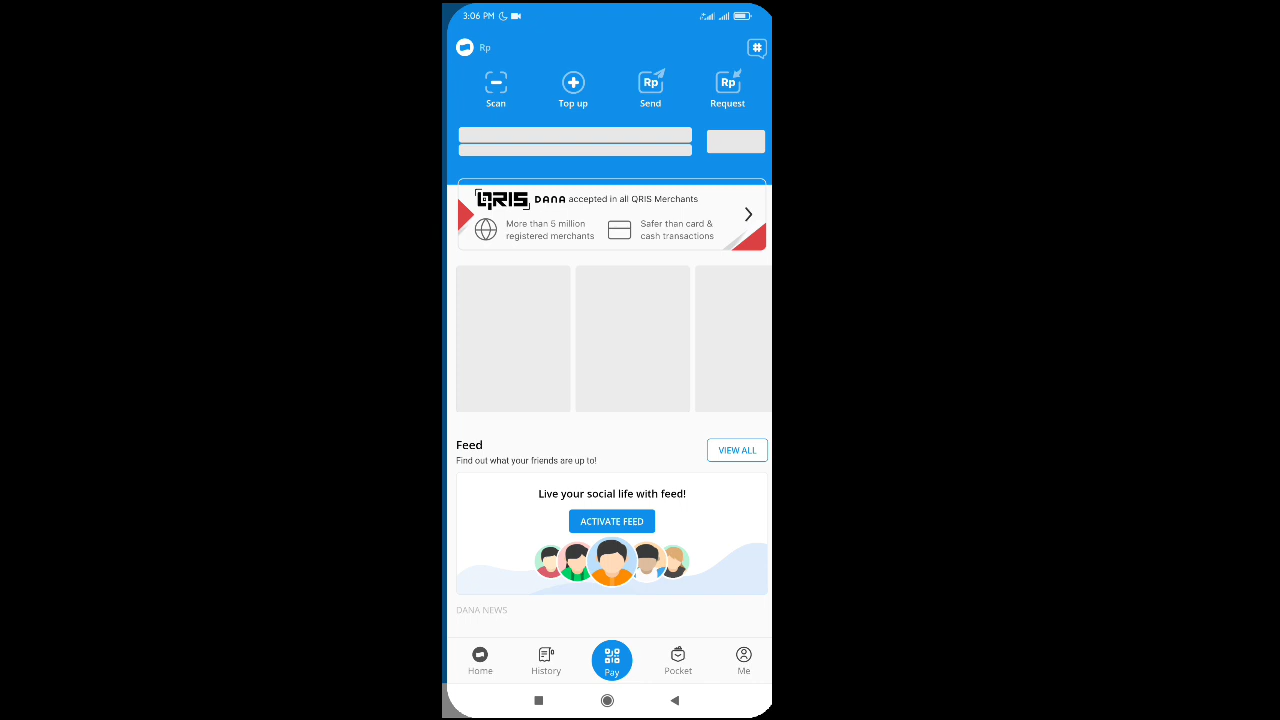 3:06 PM
Rp
#
Scan
Top up
Rp
Send
Rp
Request
QRIS DANA accepted in all QRIS Merchants
More than 5 million
registered merchants
Safer than card &
cash transactions
Feed
VIEW ALL
Find out what your friends are up to!
Live your social life with feed!
ACTIVATE FEED
DANA NEWS
Home
History
Pay
Pocket
Me